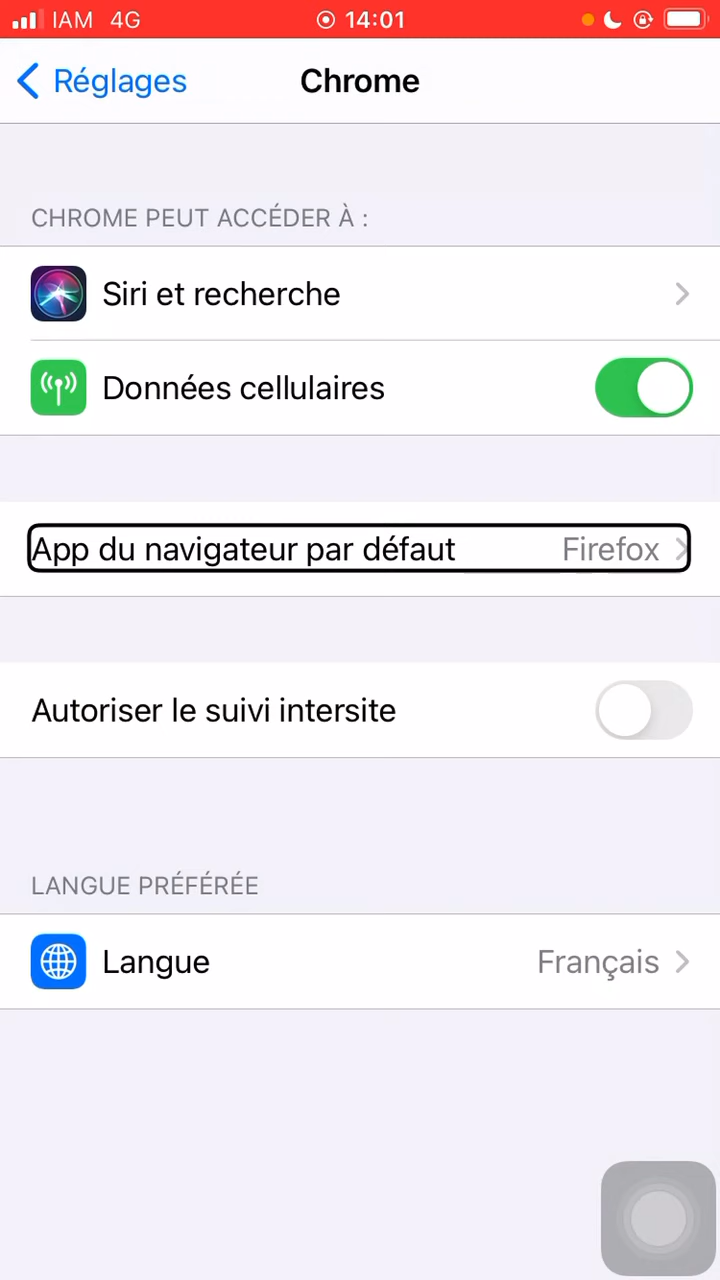 IAM 4G 14:01
Réglages Chrome
CHROME PEUT ACCÉDER À :
Siri et recherche
Données cellulaires
App du navigateur par défaut Firefox
Autoriser le suivi intersite
LANGUE PRÉFÉRÉE
Langue Français